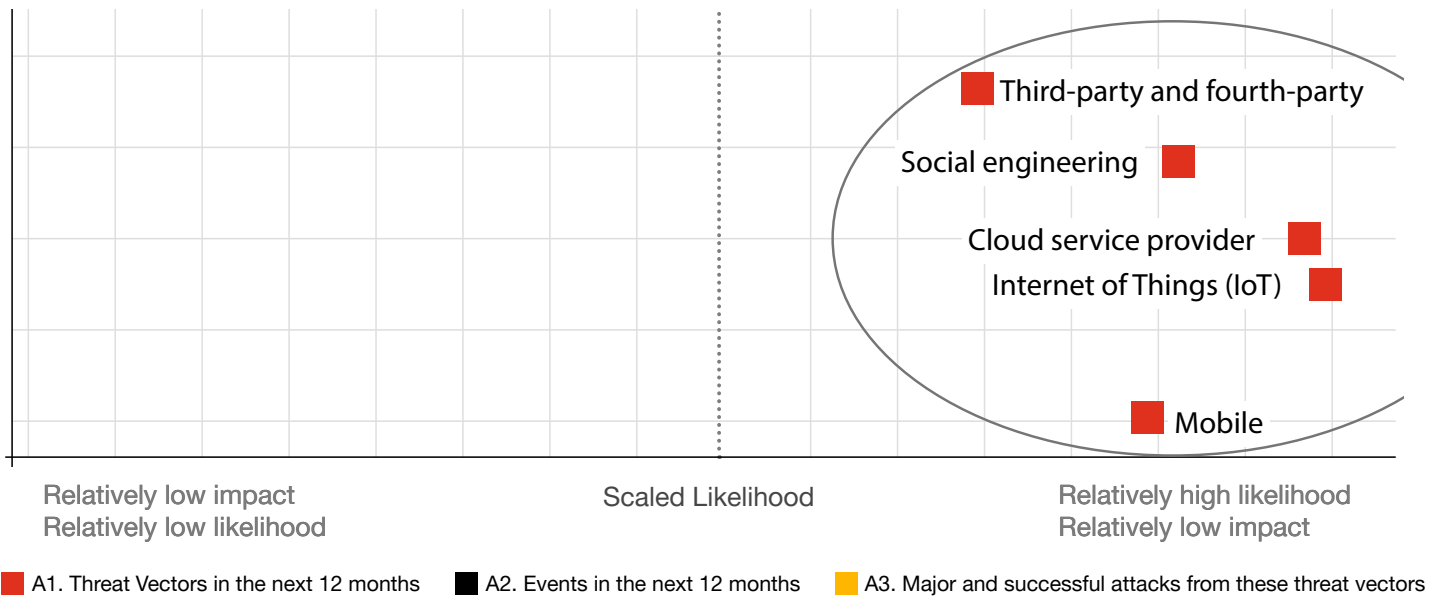 Third-party and fourth-party
Social engineering
Cloud service provider
Internet of Things (IoT)
Mobile
Relatively low impact
Relatively low likelihood
Scaled Likelihood
Relatively high likelihood
Relatively low impact
A1. Threat Vectors in the next 12 months
A2. Events in the next 12 months
A3. Major and successful attacks from these threat vectors